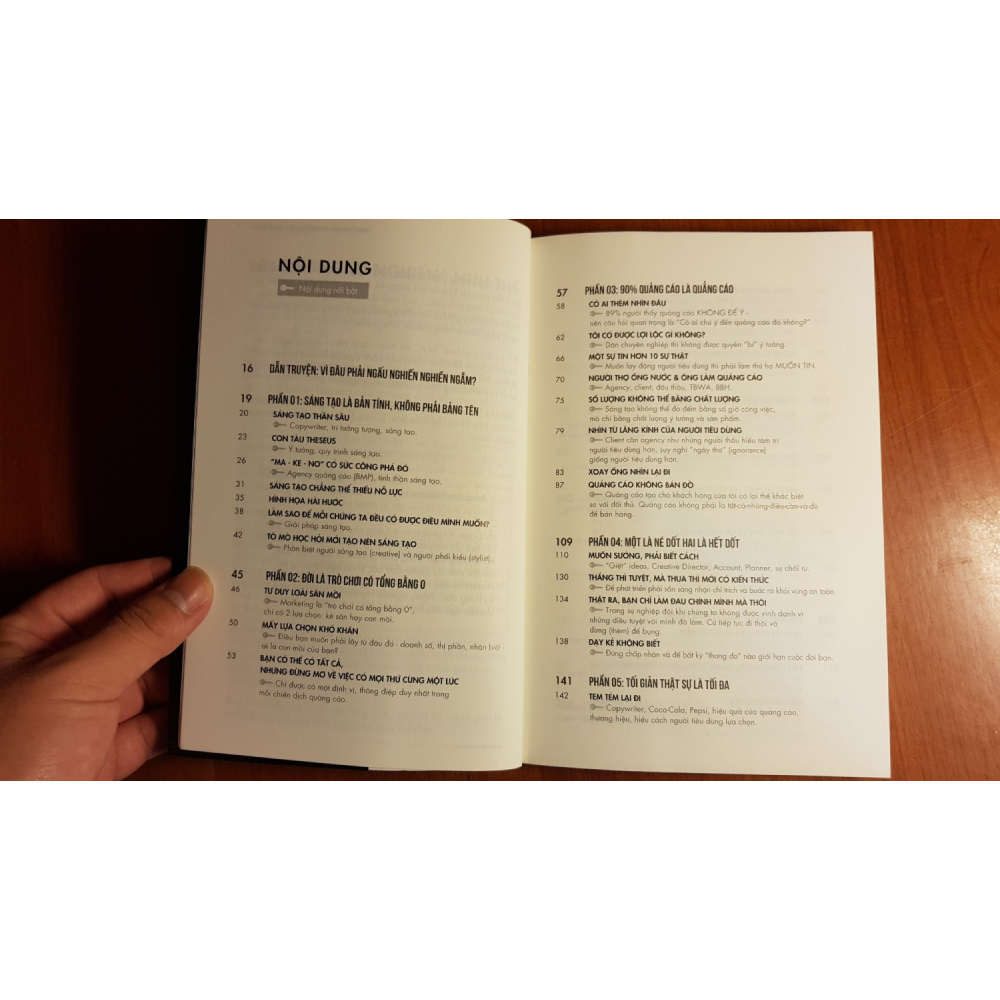 NỘI DUNG
Nội dung nổi bật
16 DẪN TRUYỆN: VÌ ĐÂU PHẢI NGẤU NGHIẾN NGHIỀN NGẪM?
19 PHẦN 01: SÁNG TẠO LÀ BẢN TÍNH, KHÔNG PHẢI BẢNG TÊN
20 SÁNG TẠO THẦN SẦU
Copywriter, trí tưởng tượng, sáng tạo.
23 CON TÀU THESEUS
Ý tưởng, quy trình sáng tạo.
26 "MA - KE - NO" CÓ SỨC CÔNG PHÁ ĐÓ
Agency quảng cáo (BMP), tinh thần sáng tạo.
31 SÁNG TẠO CHẲNG THỂ THIẾU NỖ LỰC
35 HÌNH HỌA HÀI HƯỚC
38 LÀM SAO ĐỂ MỖI CHÚNG TA ĐỀU CÓ ĐƯỢC ĐIỀU MÌNH MUỐN?
Giải pháp sáng tạo.
42 TÒ MÒ HỌC HỎI MỚI TẠO NÊN SÁNG TẠO
Phân biệt người sáng tạo (creative) và người phối kiểu (stylist).
45 PHẦN 02: ĐỜI LÀ TRÒ CHƠI CÓ TỔNG BẰNG 0
46 TƯ DUY LOÀI SĂN MỒI
Marketing là "trò chơi có tổng bằng 0",
chỉ có 2 lựa chọn: kẻ săn hay con mồi.
50 MẤY LỰA CHỌN KHÓ KHĂN
Điều bạn muốn phải lấy từ đâu đó - doanh số, thị phần, nhận biết -
ai là con mồi của bạn?
53 BẠN CÓ THỂ CÓ TẤT CẢ,
NHƯNG ĐỪNG MƠ VỀ VIỆC CÓ MỌI THỨ CÙNG MỘT LÚC
Chỉ được có một định vị, thông điệp duy nhất trong
mỗi chiến dịch quảng cáo.
57 PHẦN 03: 90% QUẢNG CÁO LÀ QUẲNG CÁO
58 CÓ AI THÈM NHÌN ĐÂU
89% người thấy quảng cáo KHÔNG ĐỂ Ý -
nên câu hỏi quan trọng là "Có ai chú ý đến quảng cáo đó không?"
62 TÔI CÓ ĐƯỢC LỢI LỘC GÌ KHÔNG?
Dân chuyên nghiệp thì không được quyền "bí" ý tưởng.
66 MỘT SỰ TIN HƠN 10 SỰ THẬT
Muốn lay động người tiêu dùng thì phải làm thứ họ MUỐN TIN.
70 NGƯỜI THỢ ỐNG NƯỚC & ÔNG LÀM QUẢNG CÁO
Agency, client, đấu thầu, TBWA, BBH.
75 SỐ LƯỢNG KHÔNG THỂ BẰNG CHẤT LƯỢNG
Sáng tạo không thể đo đếm bằng số giờ công việc,
mà chỉ bằng chất lượng ý tưởng và sản phẩm.
79 NHÌN TỪ LĂNG KÍNH CỦA NGƯỜI TIÊU DÙNG
Client cần agency như những người thấu hiểu tâm trí
người tiêu dùng hơn, suy nghĩ "ngây thơ" (ignorance)
giống người tiêu dùng hơn.
83 XOAY ỐNG NHÌN LẠI ĐI
87 QUẢNG CÁO KHÔNG BÁN ĐỒ
Quảng cáo tạo cho khách hàng của tôi có lợi thế khác biệt
so với đối thủ. Quảng cáo không phải là tất-cả-những-điều-cần-và-đủ
để bán hàng.
109 PHẦN 04: MỘT LÀ NÉ DỐT HAI LÀ HẾT DỐT
110 MUỐN SƯỚNG, PHẢI BIẾT CÁCH
"Giết" ideas, Creative Director, Account, Planner, sự chối từ.
130 THẮNG THÌ TUYỆT, MÀ THUA THÌ MỚI CÓ KIẾN THỨC
Để phát triển phải sẵn sàng nhận chỉ trích và bước ra khỏi vùng an toàn.
134 THẬT RA, BẠN CHỈ LÀM ĐAU CHÍNH MÌNH MÀ THÔI
Trong sự nghiệp đôi khi chúng ta không được vinh danh vì
những điều tuyệt vời mình đã làm. Cứ tiếp tục đi thôi và
đừng (thèm) để bụng.
138 DẠY KẺ KHÔNG BIẾT
Đừng chấp nhận và để bất kỳ "thang đo" nào giới hạn cuộc đời bạn.
141 PHẦN 05: TỐI GIẢN THẬT SỰ LÀ TỐI ĐA
142 TÉM TÉM LẠI ĐI
Copywriter, Coca-Cola, Pepsi, hiệu quả của quảng cáo,
thương hiệu, hiểu cách người tiêu dùng lựa chọn.